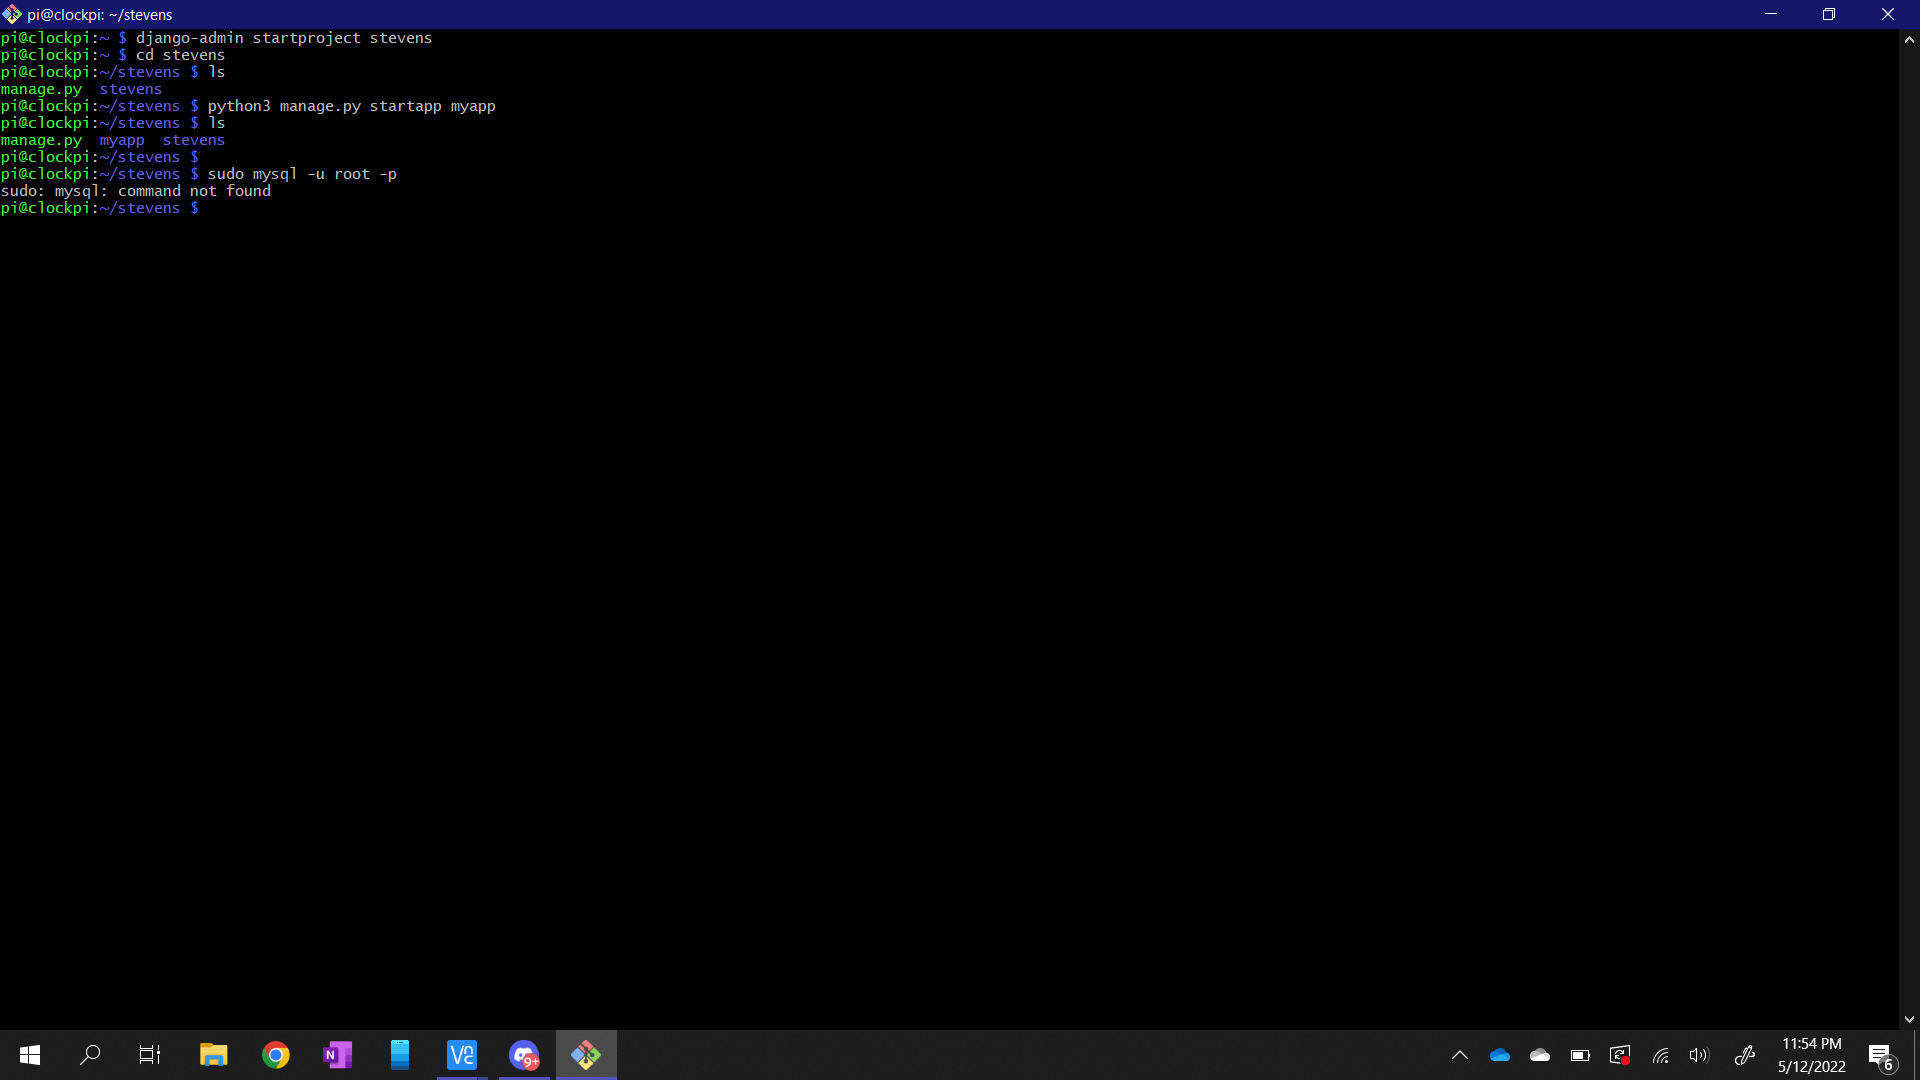 pi@clockpi: ~/stevens
pi@clockpi:~ $ django-admin startproject stevens
pi@clockpi:~ $ cd stevens
pi@clockpi:~/stevens $ ls
manage.py  stevens
pi@clockpi:~/stevens $ python3 manage.py startapp myapp
pi@clockpi:~/stevens $ ls
manage.py  myapp  stevens
pi@clockpi:~/stevens $
pi@clockpi:~/stevens $ sudo mysql -u root -p
sudo: mysql: command not found
pi@clockpi:~/stevens $
N
VC
9+
11:54 PM
5/12/2022
6